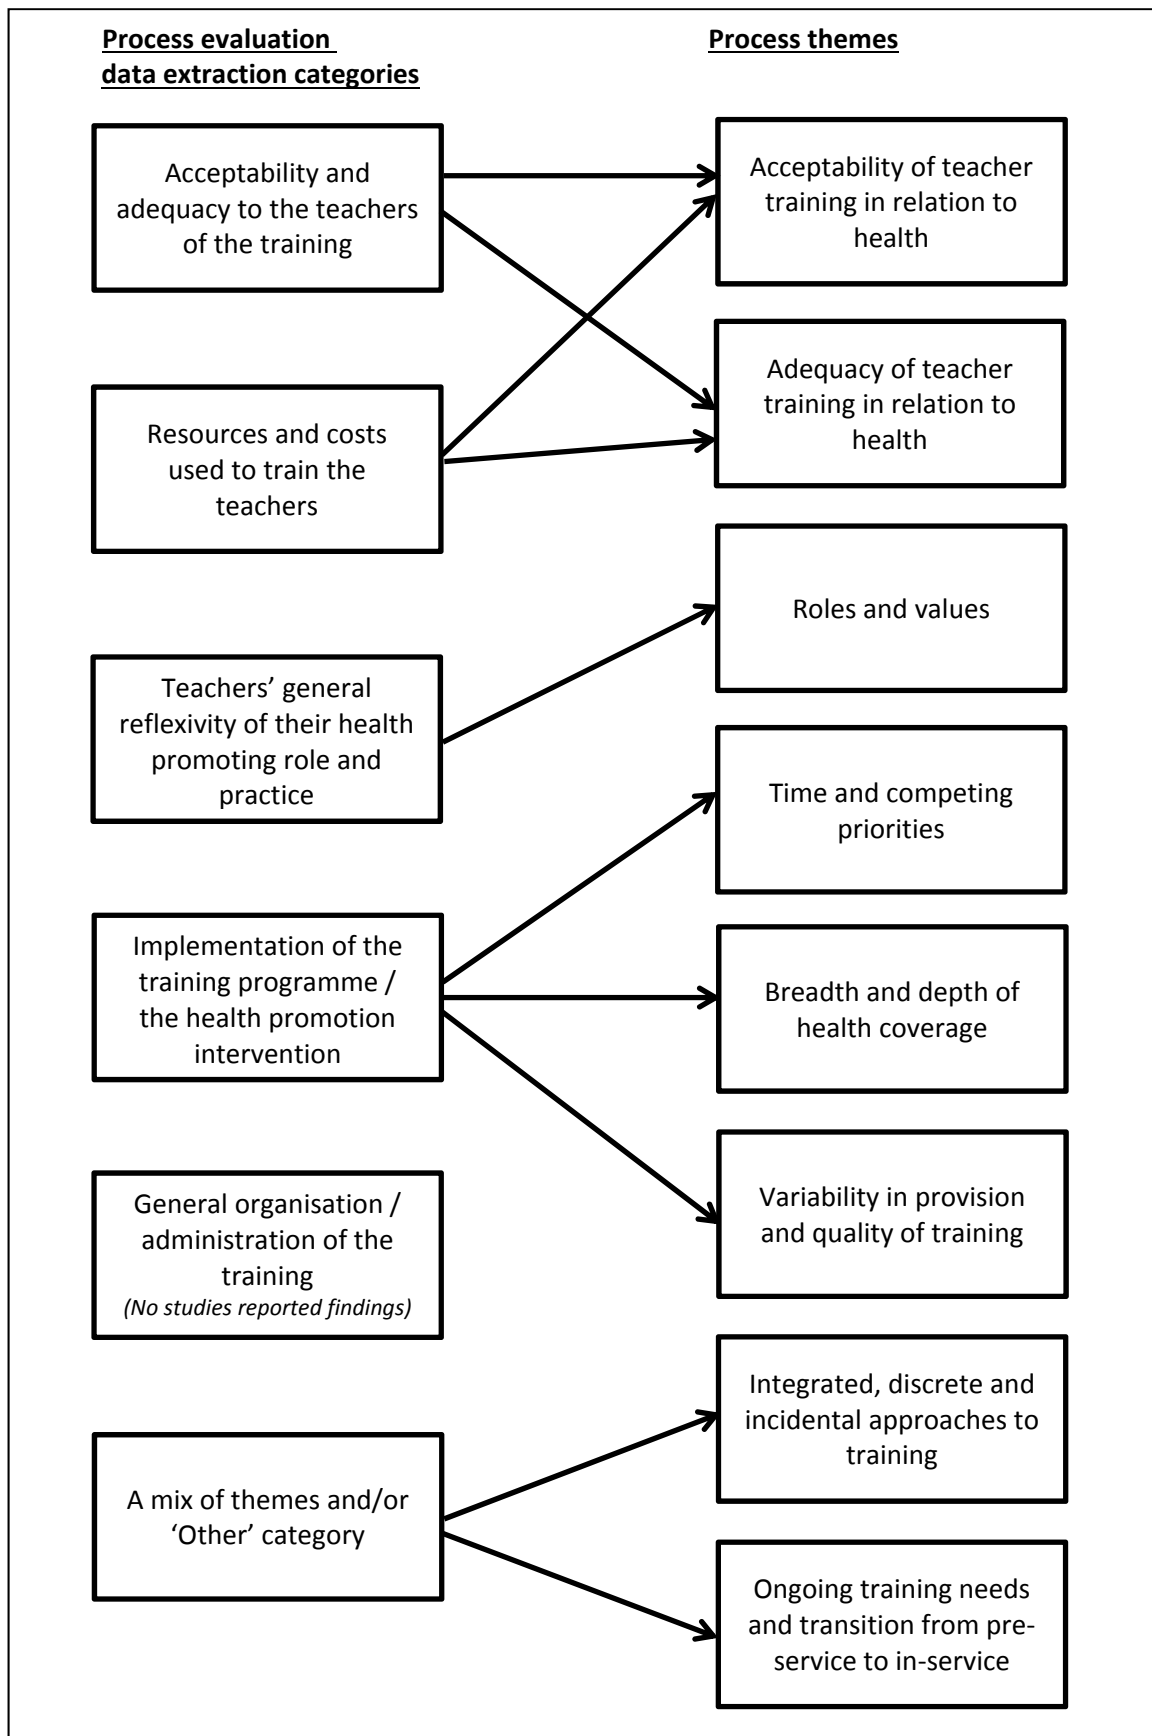 Process evaluation
data extraction categories
Process themes
Acceptability and
adequacy to the teachers
of the training
Resources and costs
used to train the
teachers
Teachers’ general
reflexivity of their health
promoting role and
practice
Implementation of the
training programme /
the health promotion
intervention
General organisation /
administration of the
training
(No studies reported findings)
A mix of themes and/or
‘Other’ category
Acceptability of teacher
training in relation to
health
Adequacy of teacher
training in relation to
health
Roles and values
Time and competing
priorities
Breadth and depth of
health coverage
Variability in provision
and quality of training
Integrated, discrete and
incidental approaches to
training
Ongoing training needs
and transition from pre-
service to in-service